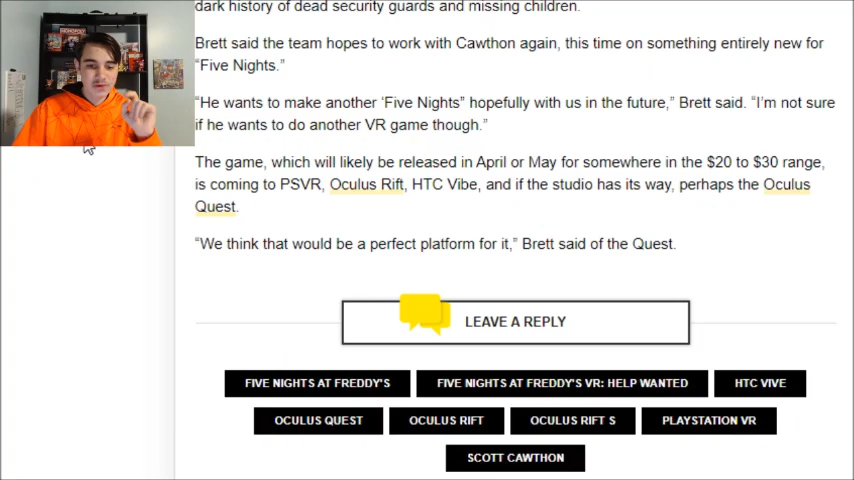 dark history of dead security guards and missing children.
Brett said the team hopes to work with Cawthon again, this time on something entirely new for
“Five Nights.”
“He wants to make another ‘Five Nights” hopefully with us in the future,” Brett said. “I’m not sure
if he wants to do another VR game though.”
The game, which will likely be released in April or May for somewhere in the $20 to $30 range,
is coming to PSVR, Oculus Rift, HTC Vibe, and if the studio has its way, perhaps the Oculus
Quest.
“We think that would be a perfect platform for it,” Brett said of the Quest.
LEAVE A REPLY
FIVE NIGHTS AT FREDDY'S FIVE NIGHTS AT FREDDY'S VR: HELP WANTED HTC VIVE
OCULUS QUEST OCULUS RIFT OCULUS RIFT S PLAYSTATION VR
SCOTT CAWTHON
MONOPOLY